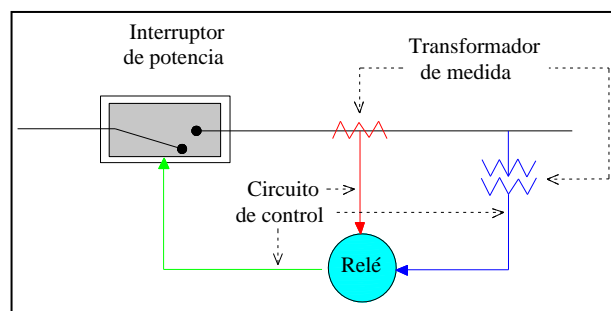 Interruptor
de potencia
Transformador
de medida
Circuito
de control
Relé